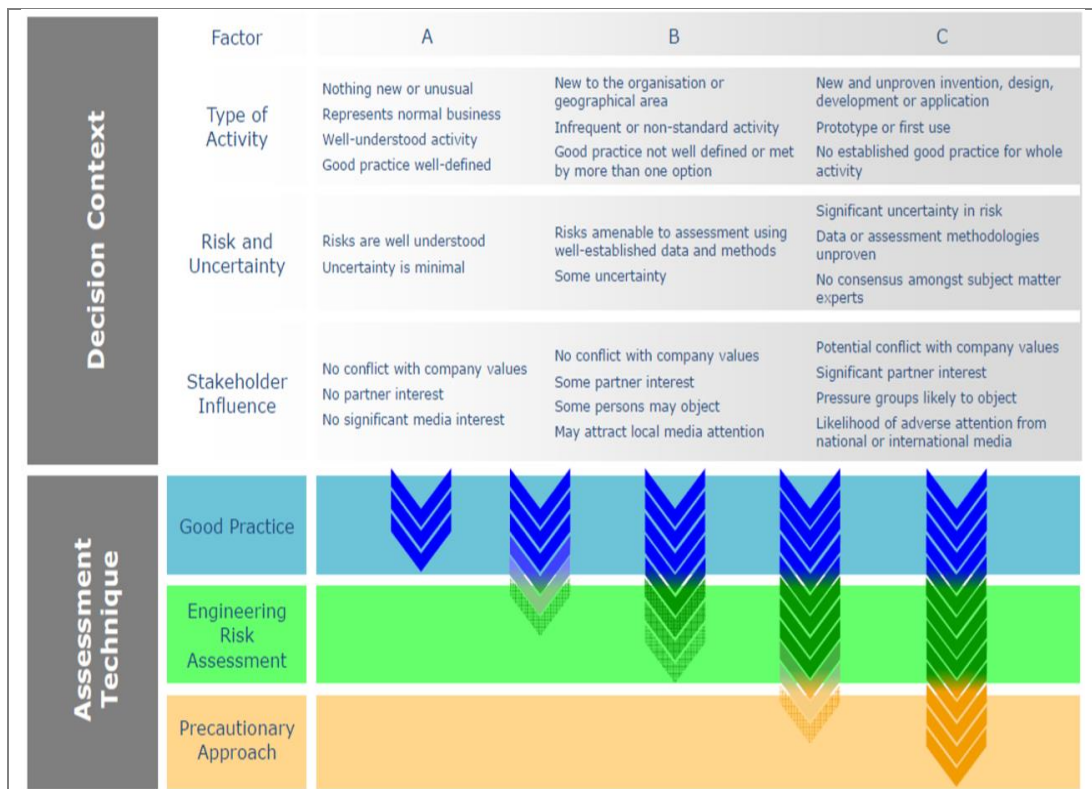 Decision Context
Factor
A
B
C
Type of
Activity
Nothing new or unusual
Represents normal business
Well-understood activity
Good practice well-defined
New to the organisation or
geographical area
Infrequent or non-standard activity
Good practice not well defined or met
by more than one option
New and unproven invention, design,
development or application
Prototype or first use
No established good practice for whole
activity
Risk and
Uncertainty
Risks are well understood
Uncertainty is minimal
Risks amenable to assessment using
well-established data and methods
Some uncertainty
Significant uncertainty in risk
Data or assessment methodologies
unproven
No consensus amongst subject matter
experts
Stakeholder
Influence
No conflict with company values
No partner interest
No significant media interest
No conflict with company values
Some partner interest
Some persons may object
May attract local media attention
Potential conflict with company values
Significant partner interest
Pressure groups likely to object
Likelihood of adverse attention from
national or international media
Assessment
Technique
Good Practice
Engineering
Risk
Assessment
Precautionary
Approach